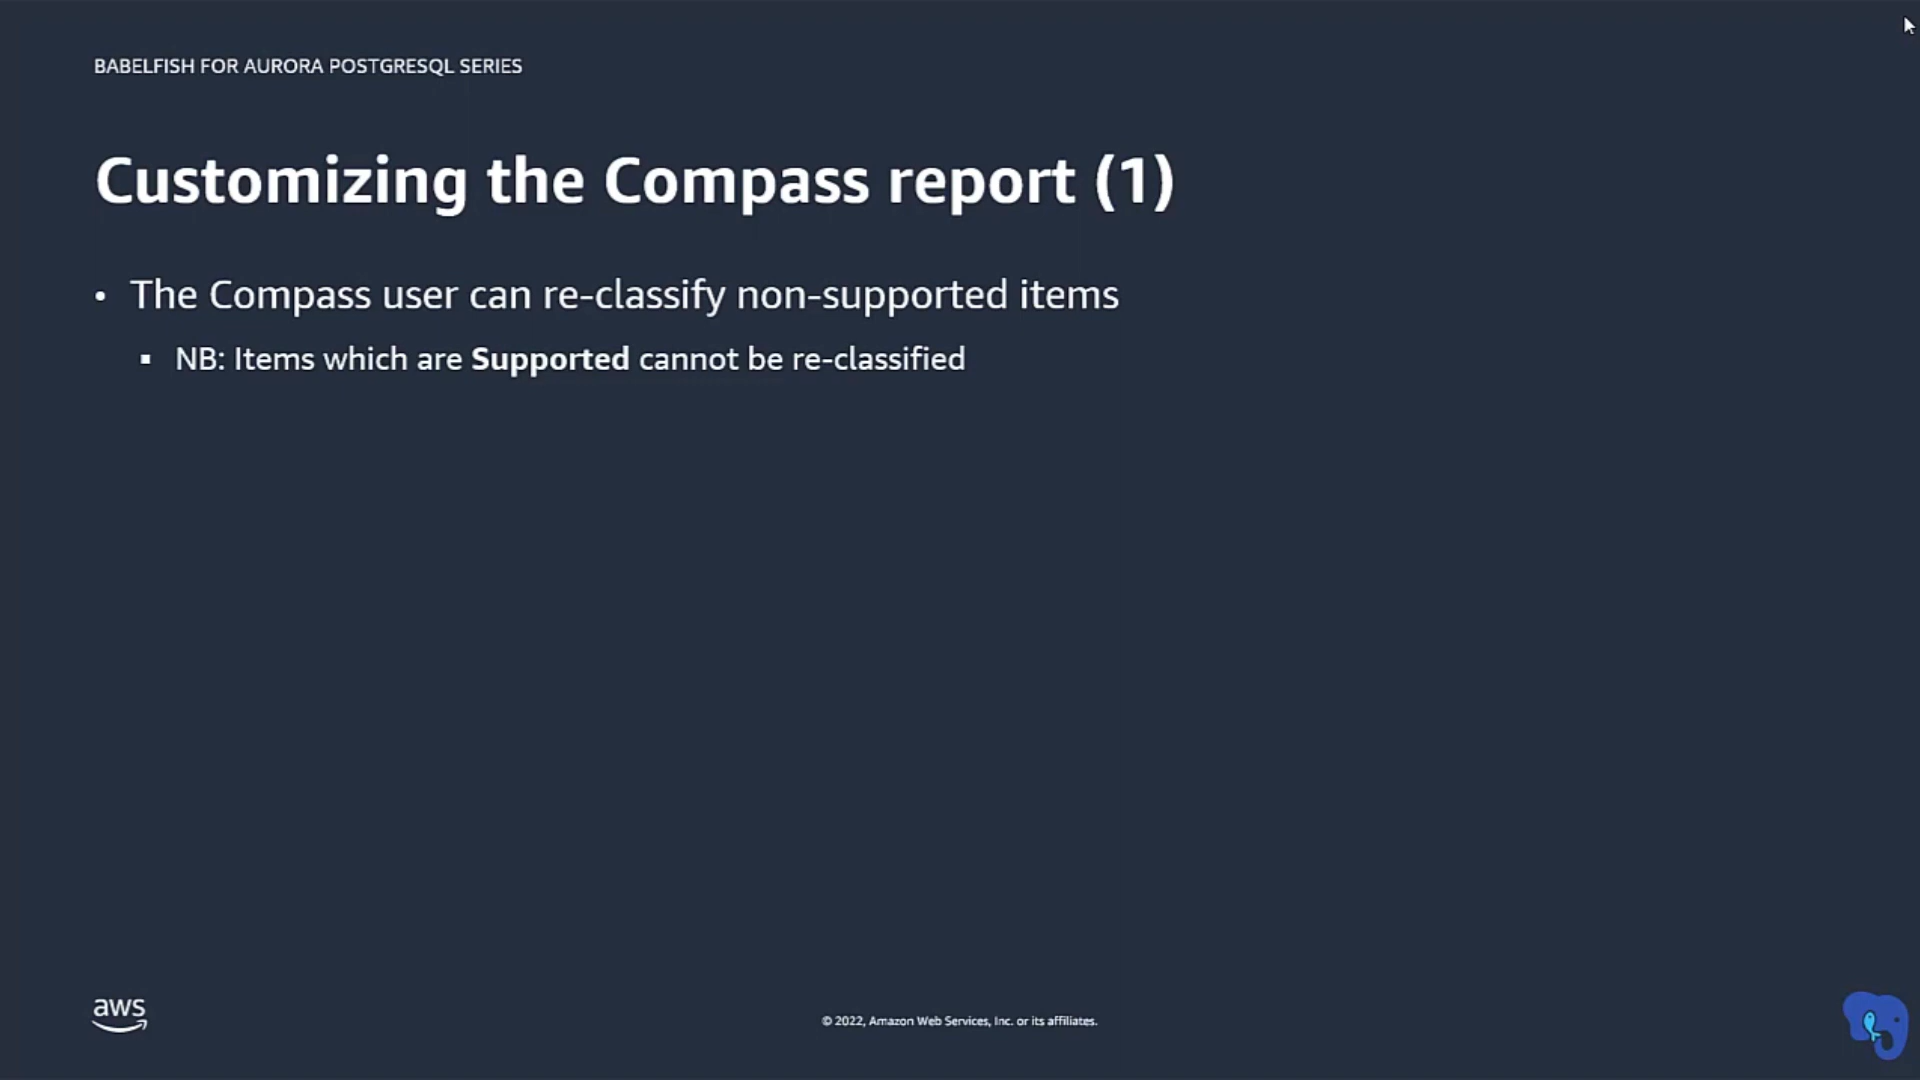 BABELFISH FOR AURORA POSTGRESQL SERIES
Customizing the Compass report (1)
• The Compass user can re-classify non-supported items
▪ NB: Items which are Supported cannot be re-classified
aws
© 2022, Amazon Web Services, Inc. or its affiliates.